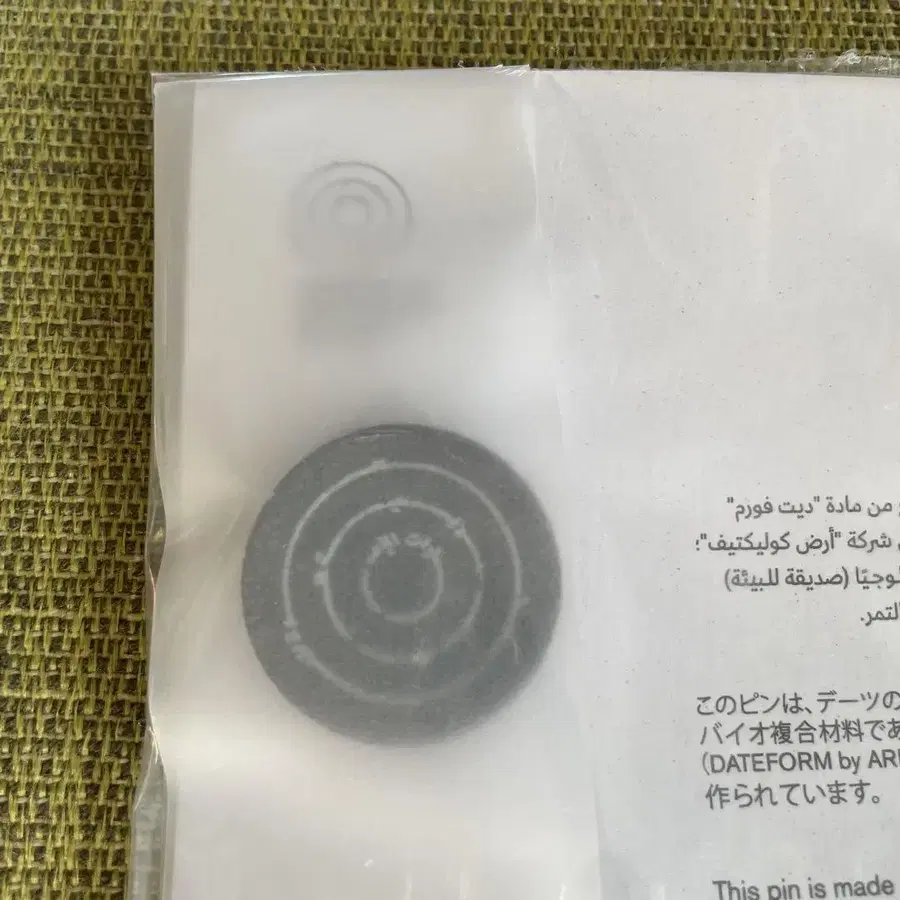 من مادة "ديت فورم"
شركة "أرض كوليكتيف"؛
(صديقة للبيئة)
التمر.
このピンは、デーツの
バイオ複合材料であ
（DATEFORM by AR
作られています。
This pin is made